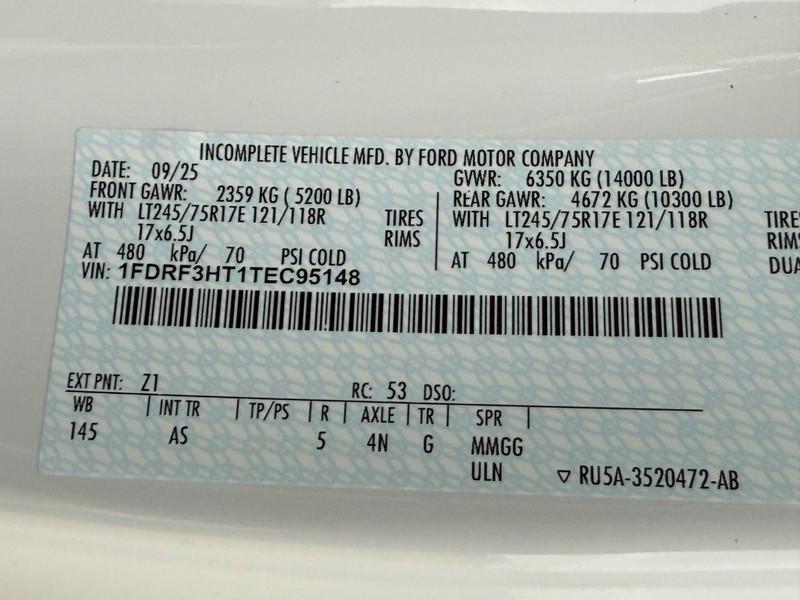 INCOMPLETE VEHICLE MFD. BY FORD MOTOR COMPANY
DATE: 09/25 GVWR: 6350 KG (14000 LB)
FRONT GAWR: 2359 KG ( 5200 LB) REAR GAWR: 4672 KG (10300 LB)
WITH LT245/75R17E 121/118R TIRES WITH LT245/75R17E 121/118R TIRE
17x6.5J RIMS 17x6.5J RIMS
AT 480 kPa/ 70 PSI COLD AT 480 kPa/ 70 PSI COLD DUA
VIN: 1FDRF3HT1TEC95148
EXT PNT: Z1 RC: 53 DSO:
WB | INT TR | TP/PS | R | AXLE | TR | SPR |
145 AS 5 4N G MMGG
ULN ▽ RU5A-3520472-AB